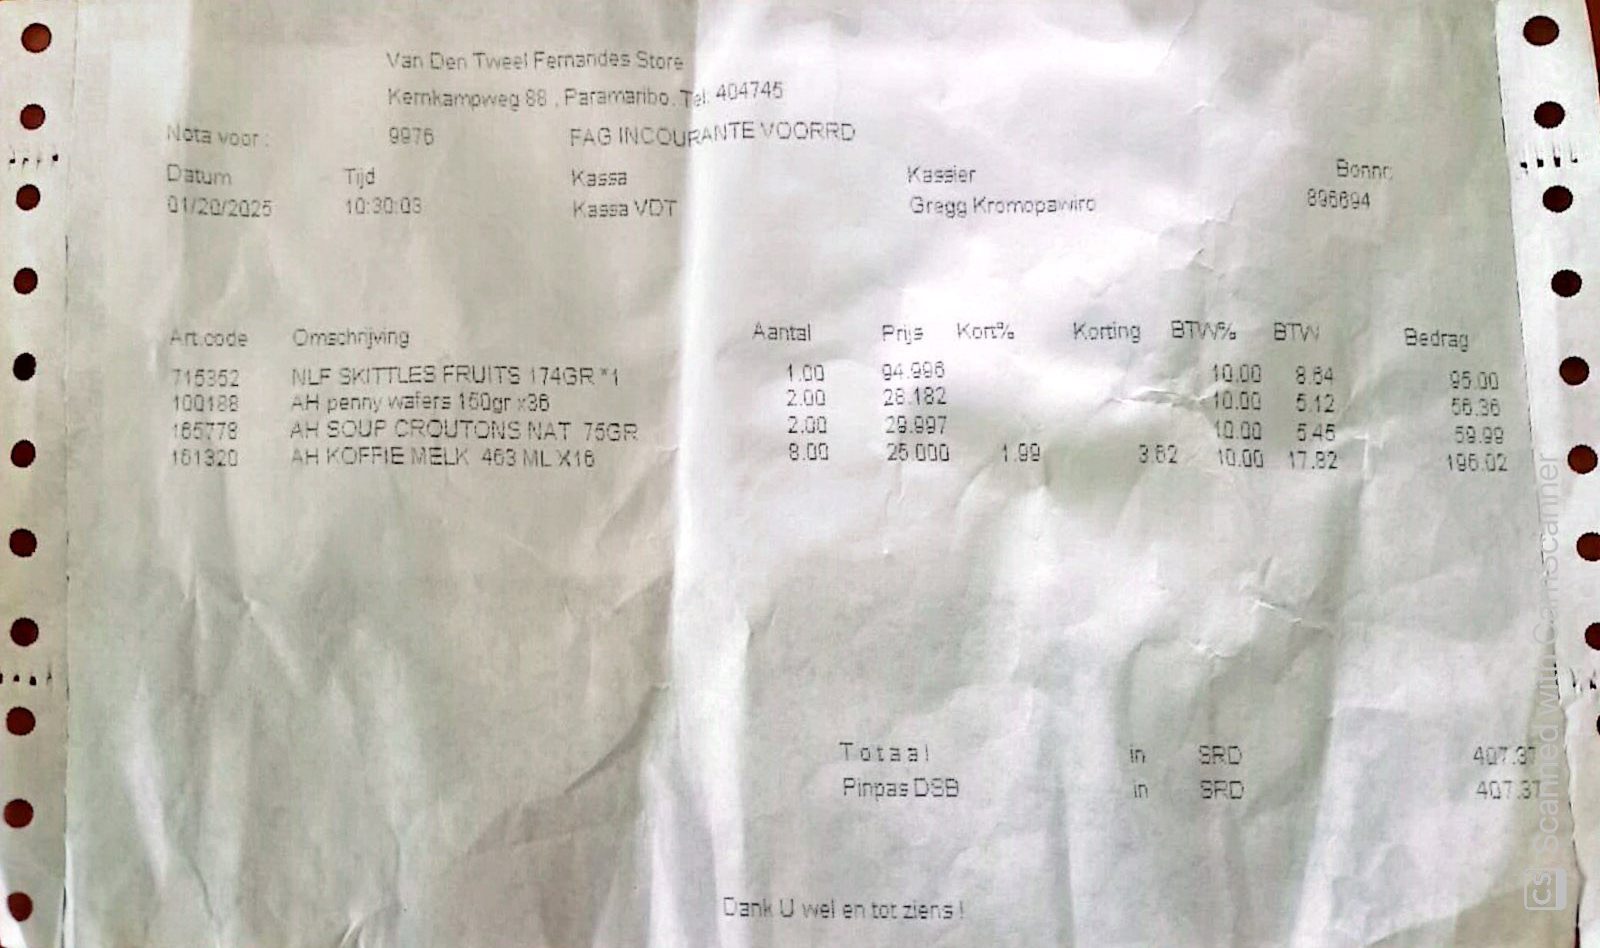 Van Den Tweel Fernandes Store
Kernkampweg 88 , Paramaribo. Tel. 404745
Nota voor : 9976 FAG INCOURANTE VOORRD
Datum Tijd Kassa Kassier Bonnr.
01/20/2025 10:30:03 Kassa VDT Gregg Kromopawiro 896694
Art.code Omschrijving Aantal Prijs Kort% Korting BTW% BTW Bedrag
715352 NLF SKITTLES FRUITS 174GR *1 1.00 94.996 10.00 8.64 95.00
100188 AH penny wafers 150gr x36 2.00 28.182 10.00 5.12 56.36
165778 AH SOUP CROUTONS NAT 75GR 2.00 29.997 10.00 5.45 59.99
161320 AH KOFFIE MELK 463 ML X16 8.00 25.000 1.99 3.62 10.00 17.82 196.02
Totaal in SRD 407.37
Pinpas DSB in SRD 407.37
Dank U wel en tot ziens !
CS Scanned with CamScanner